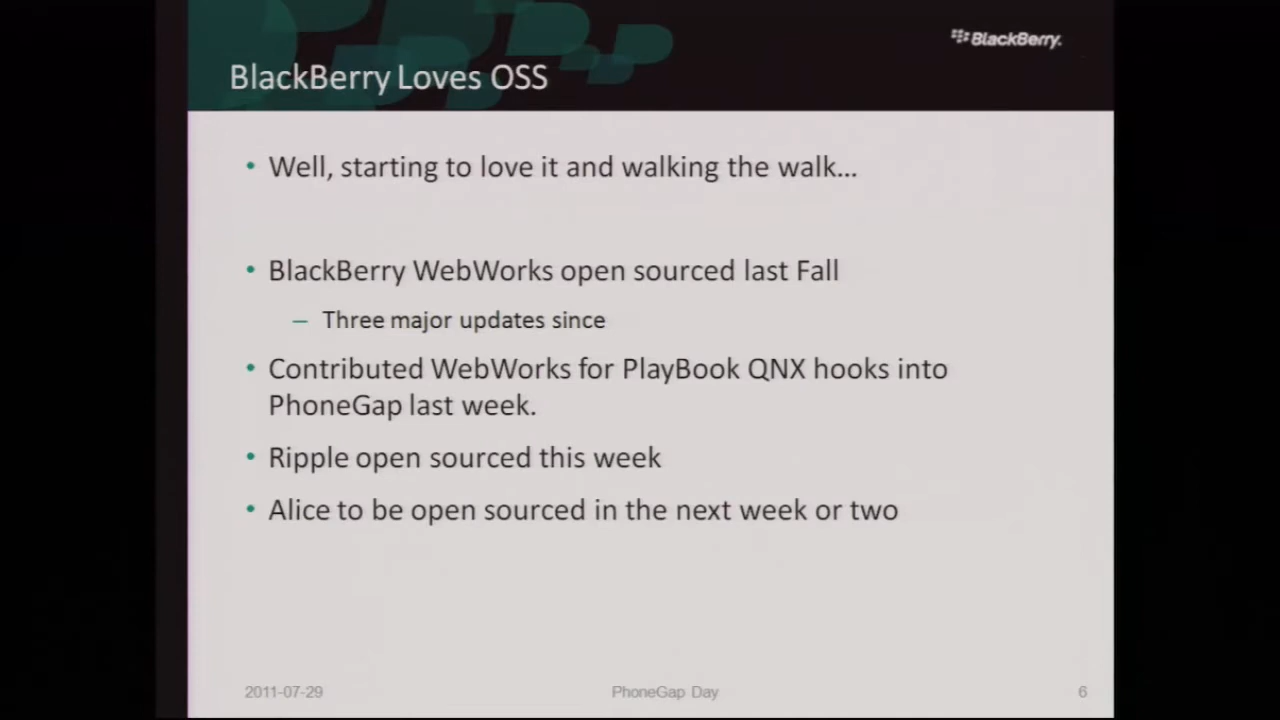 BlackBerry.
BlackBerry Loves OSS
• Well, starting to love it and walking the walk...
• BlackBerry WebWorks open sourced last Fall
– Three major updates since
• Contributed WebWorks for PlayBook QNX hooks into
PhoneGap last week.
• Ripple open sourced this week
• Alice to be open sourced in the next week or two
2011-07-29
PhoneGap Day
6